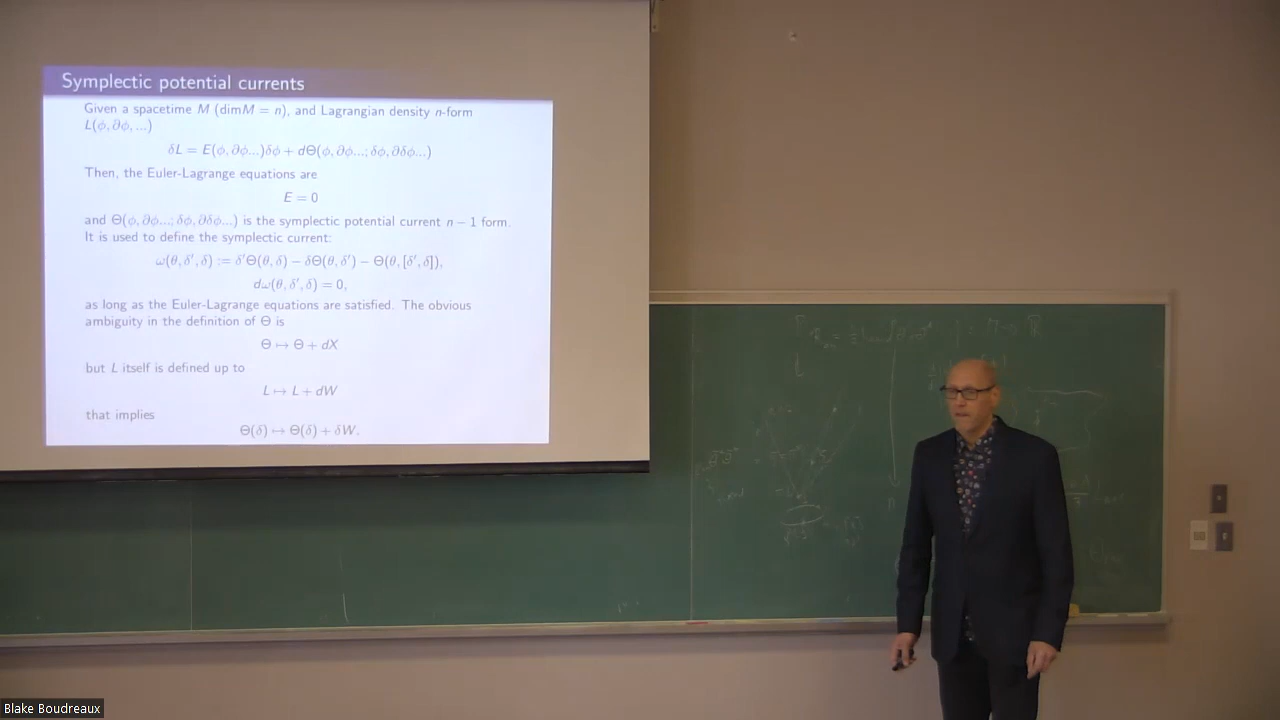 Symplectic potential currents
Given a spacetime M (dimM = n), and Lagrangian density n-form
L(ϕ, ∂ϕ, ...)
δL = E(ϕ, ∂ϕ...)δϕ + dΘ(ϕ, ∂ϕ...; δϕ, ∂δϕ...)
Then, the Euler-Lagrange equations are
E = 0
and Θ(ϕ, ∂ϕ...; δϕ, ∂δϕ...) is the symplectic potential current n − 1 form.
It is used to define the symplectic current:
ω(θ, δ′, δ) := δ′Θ(θ, δ) − δΘ(θ, δ′) − Θ(θ, [δ′, δ]),
dω(θ, δ′, δ) = 0,
as long as the Euler-Lagrange equations are satisfied. The obvious
ambiguity in the definition of Θ is
Θ ↦ Θ + dX
but L itself is defined up to
L ↦ L + dW
that implies
Θ(δ) ↦ Θ(δ) + δW.
Blake Boudreaux